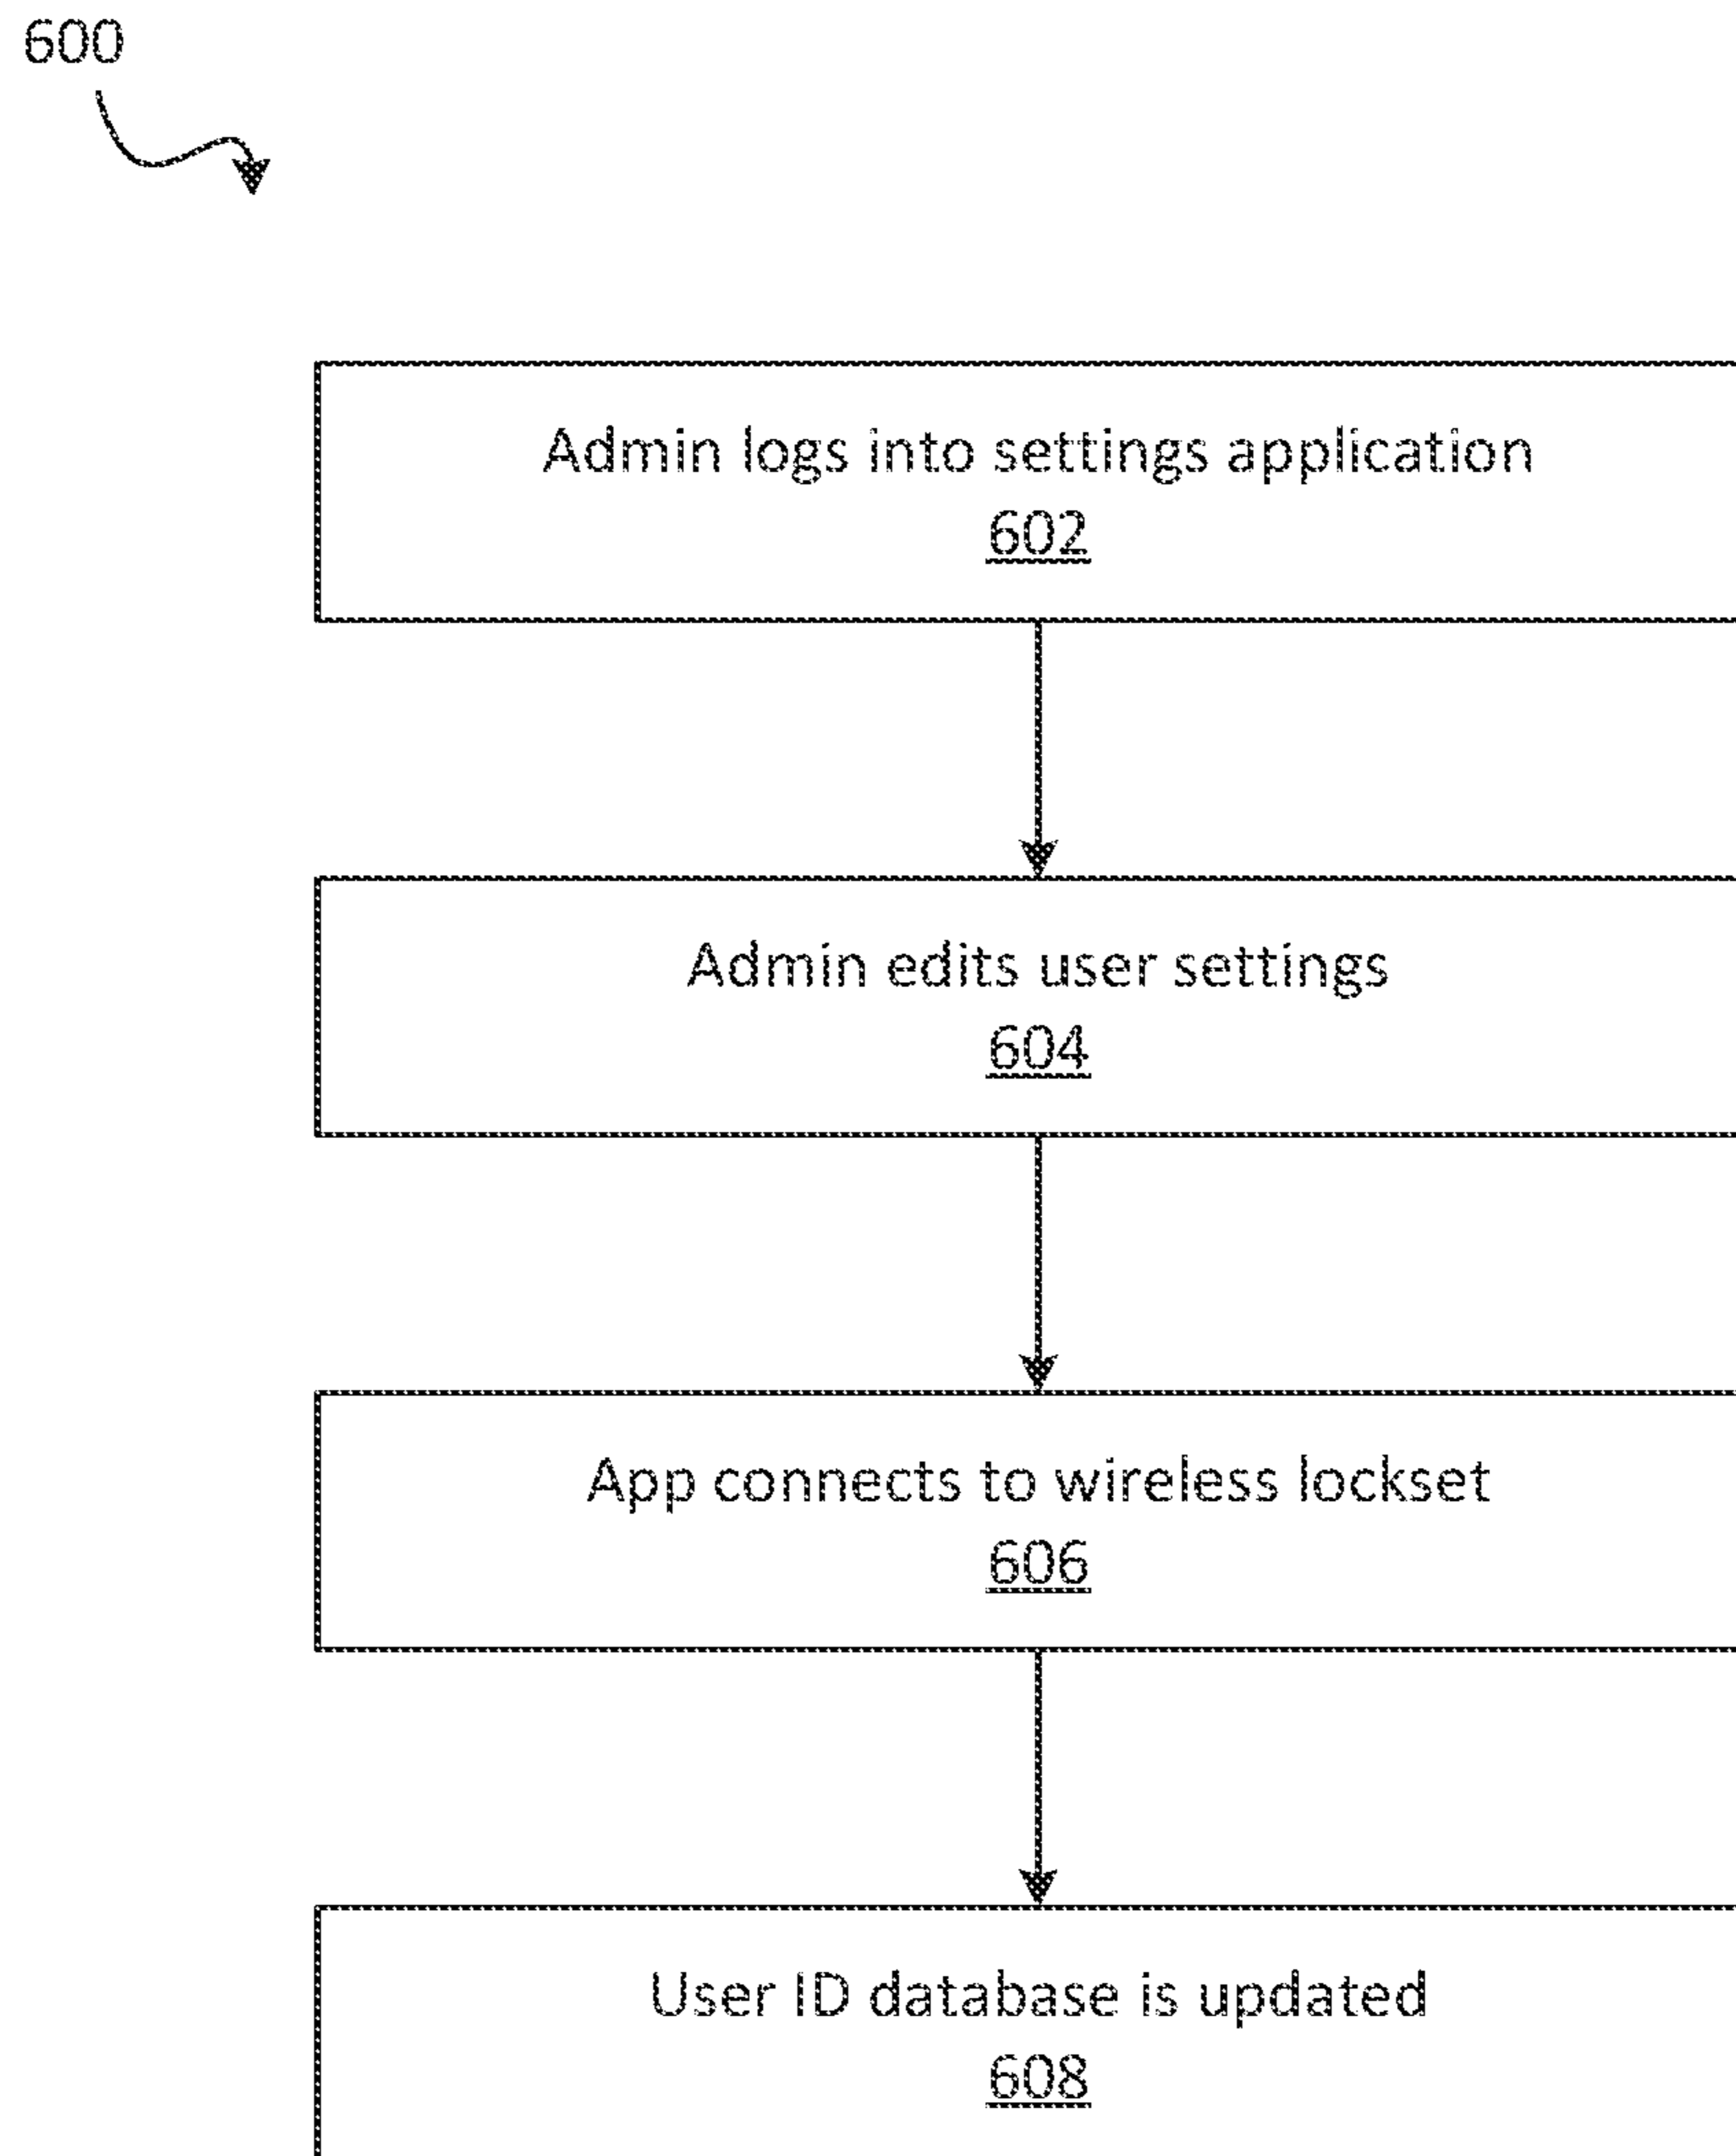 600
Admin logs into settings application
602
Admin edits user settings
604
App connects to wireless lockset
606
User ID database is updated
608